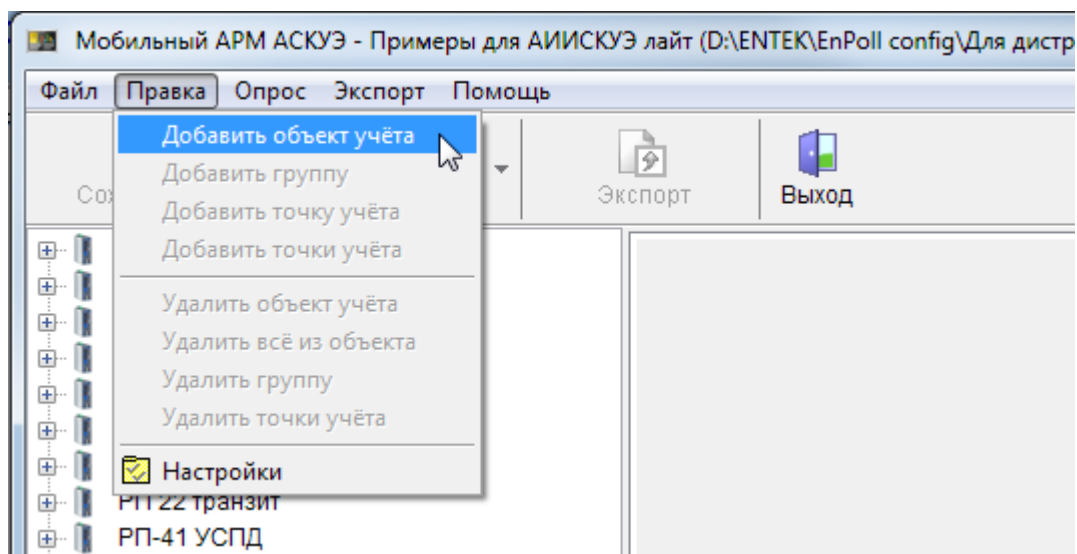 Мобильный АРМ АСКУЭ - Примеры для АИИСКУЭ лайт (D:\ENTEK\EnPoll config\Для дистр
Файл Правка Опрос Экспорт Помощь
Добавить объект учёта
Добавить группу
Добавить точку учёта
Добавить точки учёта
Удалить объект учёта
Удалить всё из объекта
Удалить группу
Удалить точки учёта
Настройки
Экспорт
Выход
РП 22 транзит
РП-41 УСПД